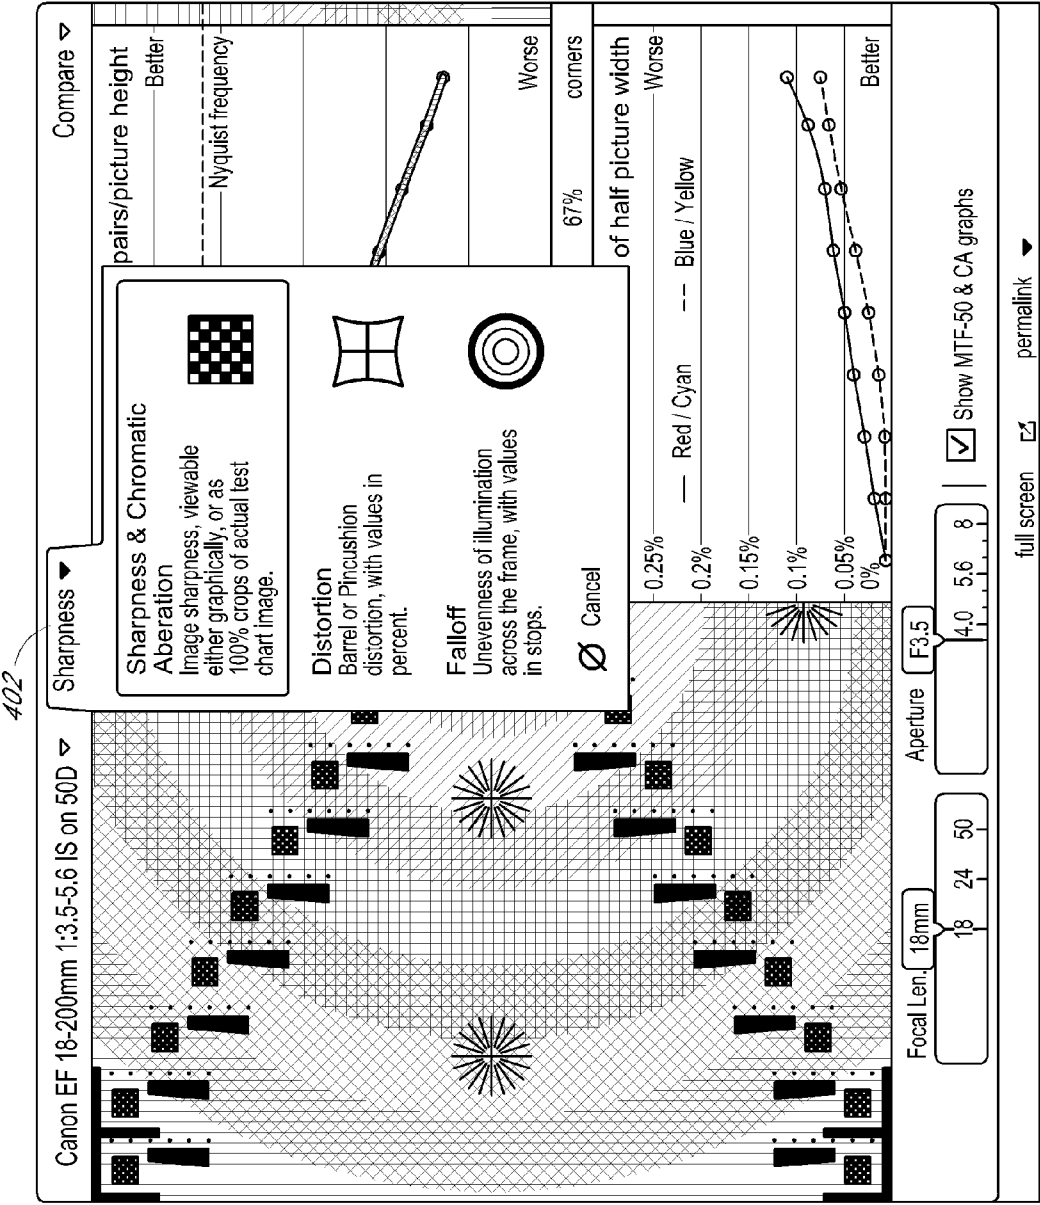 402
Canon EF 18-200mm 1:3.5-5.6 IS on 50D
Sharpness
Compare
Sharpness & Chromatic
Aberation
Image sharpness, viewable
either graphically, or as
100% crops of actual test
chart image.
Distortion
Barrel or Pincushion
distortion, with values in
percent.
Falloff
Unevenness of illumination
across the frame, with values
in stops.
Cancel
pairs/picture height
Better
Nyquist frequency
Worse
67%
corners
of half picture width
0.25%
Worse
Red / Cyan
Blue / Yellow
0.2%
0.15%
0.1%
0.05%
0%
Better
Focal Len.
18mm
18
24
50
Aperture
F3.5
4.0
5.6
8
Show MTF-50 & CA graphs
full screen
permalink